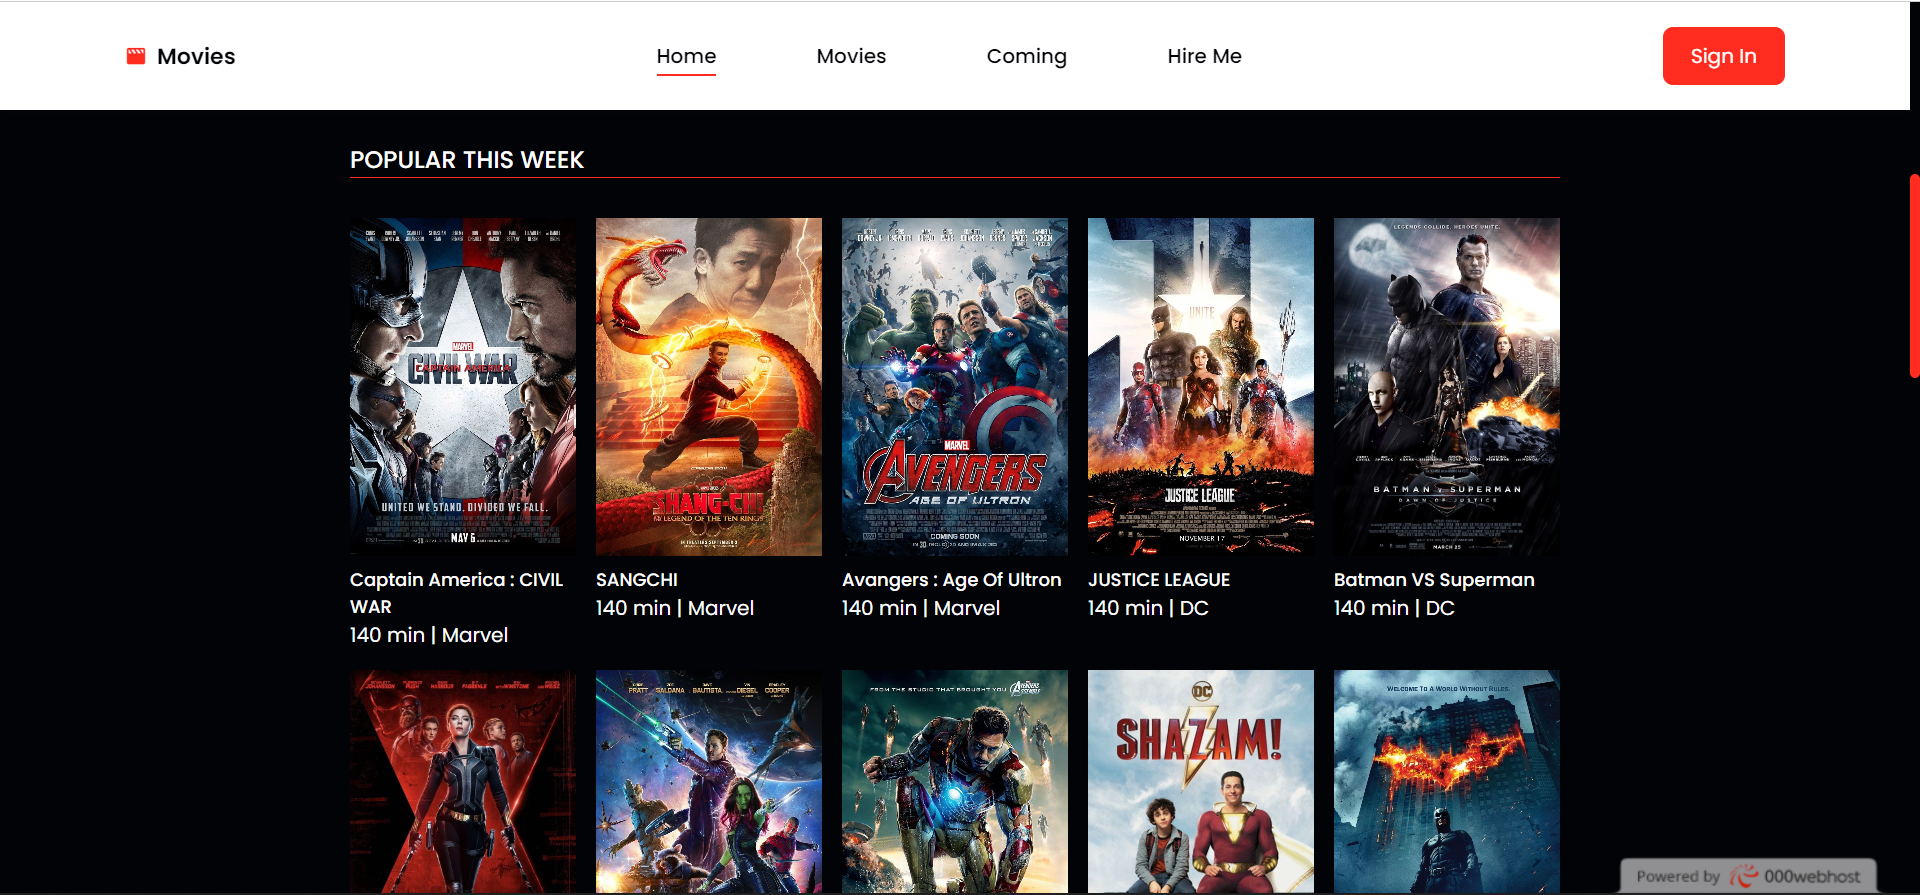 Movies
Home
Movies
Coming
Hire Me
Sign In
POPULAR THIS WEEK
MARVEL
CIVIL WAR
CAPTAIN AMERICA
UNITED WE STAND. DIVIDED WE FALL.
MAY 6
SHANG-CHI
LEGEND OF THE TEN RINGS
MARVEL
AVENGERS
AGE OF ULTRON
COMING SOON
UNITE
JUSTICE LEAGUE
NOVEMBER 17
LEGENDS COLLIDE. HEROES UNITE.
BATMAN V SUPERMAN
DAWN OF JUSTICE
MARCH 25
Captain America : CIVIL
WAR
140 min | Marvel
SANGCHI
140 min | Marvel
Avangers : Age Of Ultron
140 min | Marvel
JUSTICE LEAGUE
140 min | DC
Batman VS Superman
140 min | DC
PRATT SALDANA BAUTISTA DIESEL COOPER
FROM THE STUDIO THAT BROUGHT YOU AVENGERS
DC
SHAZAM!
WELCOME TO A WORLD WITHOUT RULES.
Powered by 000webhost